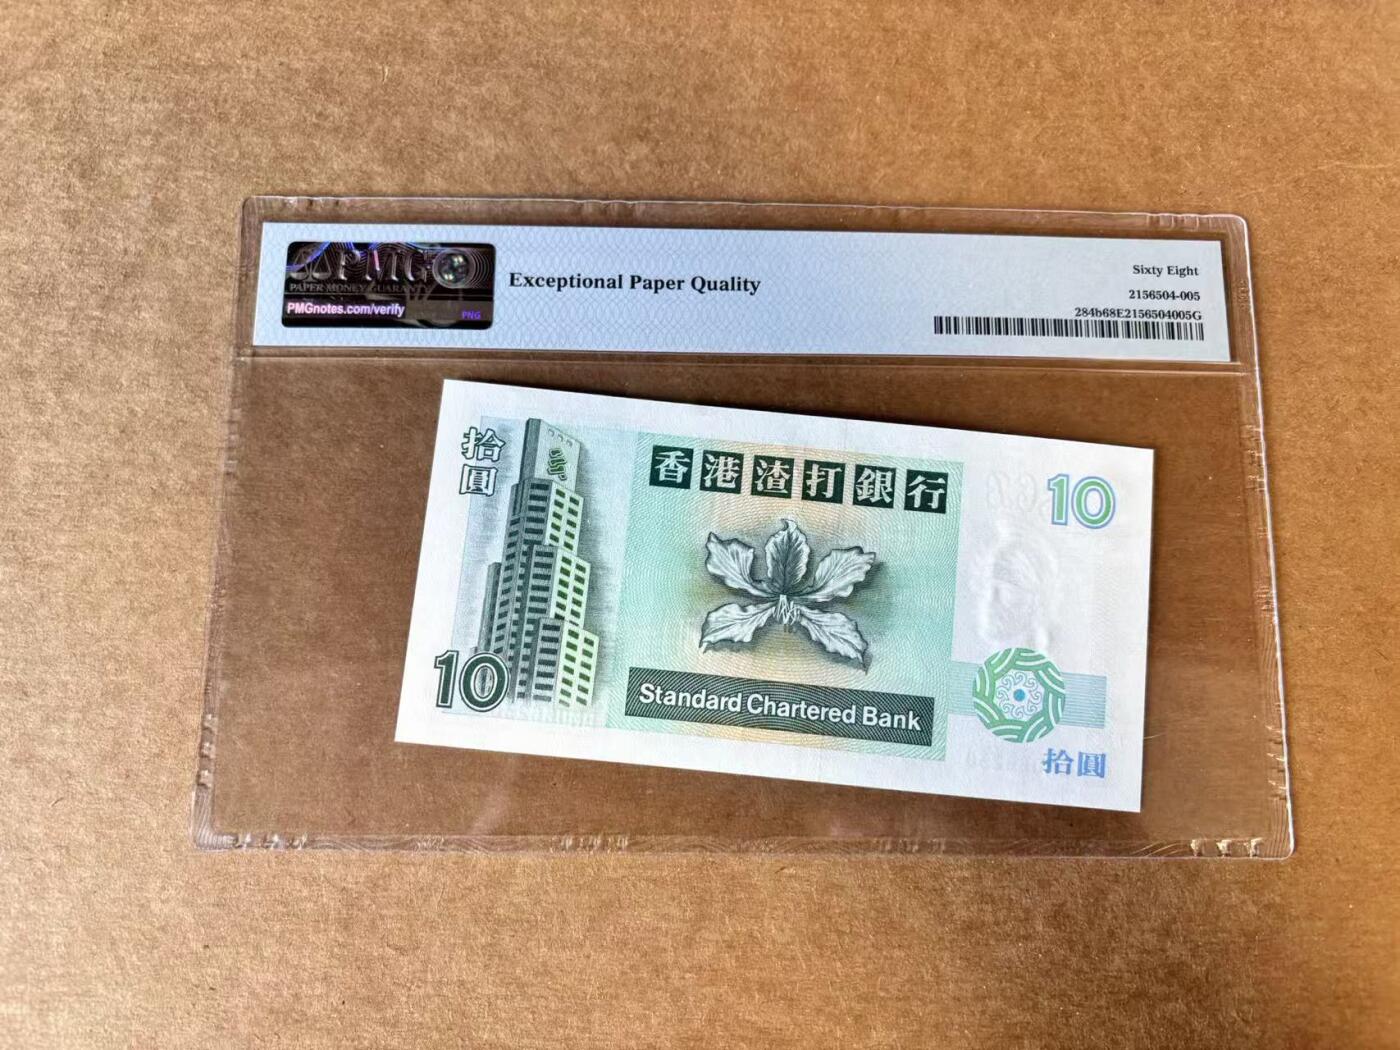 PMG
PAPER MONEY GUARANTY
PMGnotes.com/verify
PNG
Exceptional Paper Quality
Sixty Eight
2156504-005
284b68E2156504005G
拾圓
香港渣打銀行
10
10
Standard Chartered Bank
拾圓